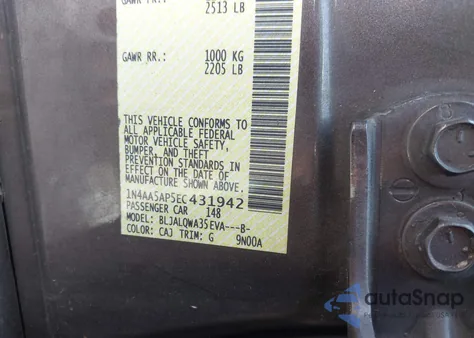 GAWR FR.:
2513 LB
GAWR RR.: 1000 KG
2205 LB
THIS VEHICLE CONFORMS TO
ALL APPLICABLE FEDERAL
MOTOR VEHICLE SAFETY,
BUMPER, AND THEFT
PREVENTION STANDARDS IN
EFFECT ON THE DATE OF
MANUFACTURE SHOWN ABOVE.
1N4AA5AP5EC431942
PASSENGER CAR 148
MODEL: BLJALQWA35EVA---B-
COLOR: CAJ TRIM: G 9N00A
autoSnap